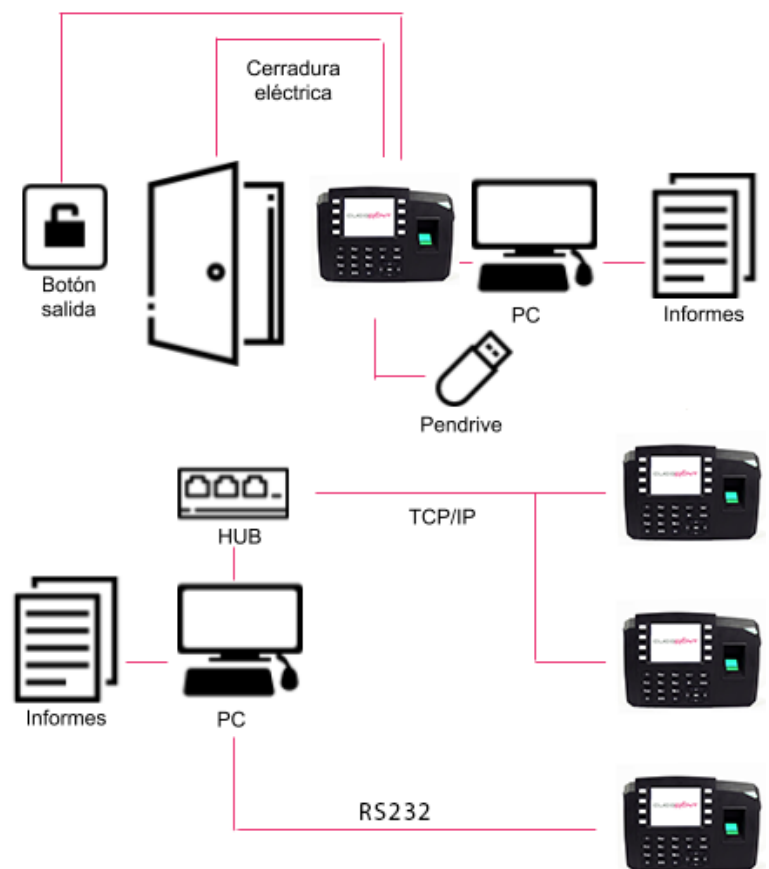 Cerradura
eléctrica
Botón
salida
PC
Informes
Pendrive
HUB
TCP/IP
Informes
PC
RS232